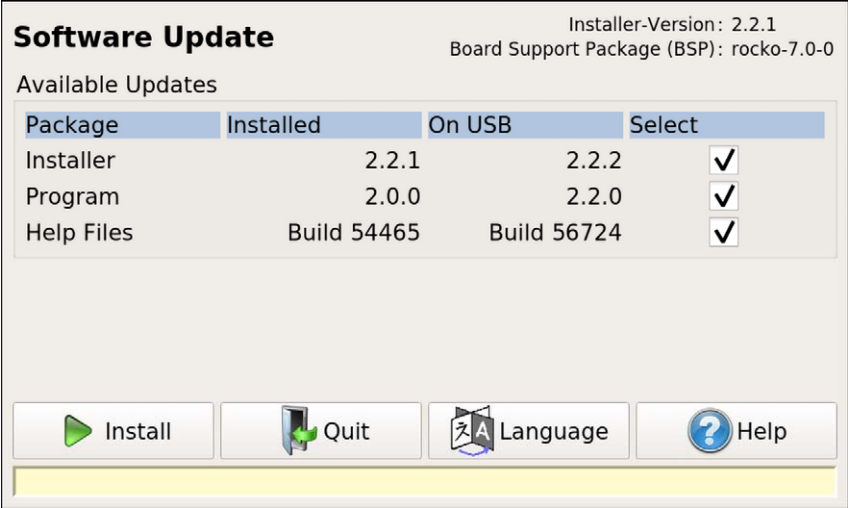 Software Update
Installer-Version: 2.2.1
Board Support Package (BSP): rocko-7.0-0
Available Updates
Package Installed On USB Select
Installer 2.2.1 2.2.2
Program 2.0.0 2.2.0
Help Files Build 54465 Build 56724
Install Quit ス A Language ? Help